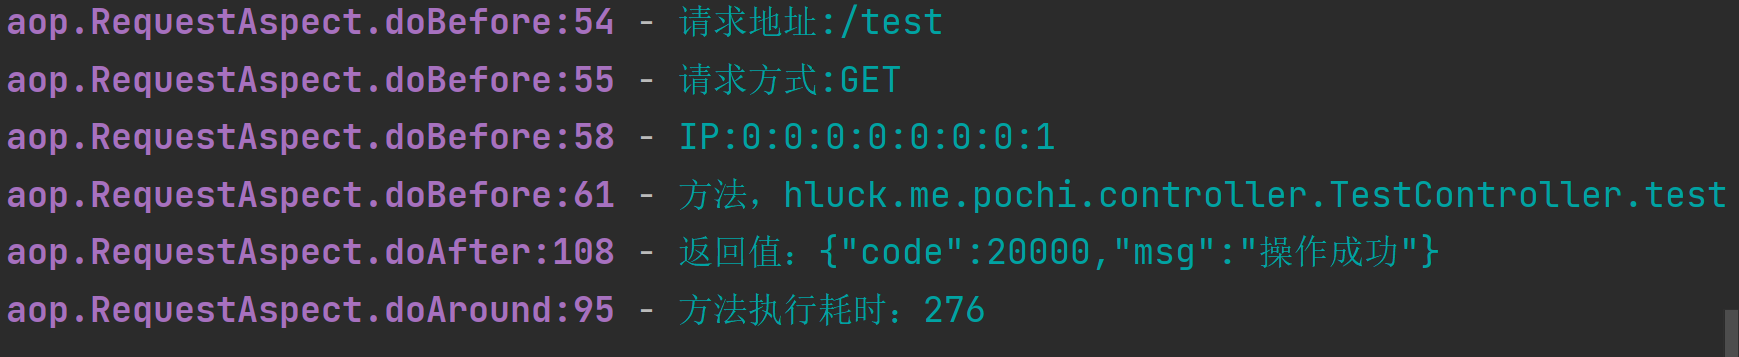 aop.RequestAspect.doBefore:54 - 请求地址:/test
aop.RequestAspect.doBefore:55 - 请求方式:GET
aop.RequestAspect.doBefore:58 - IP:0:0:0:0:0:0:0:1
aop.RequestAspect.doBefore:61 - 方法，hluck.me.pochi.controller.TestController.test
aop.RequestAspect.doAfter:108 - 返回值：{"code":20000,"msg":"操作成功"}
aop.RequestAspect.doAround:95 - 方法执行耗时：276